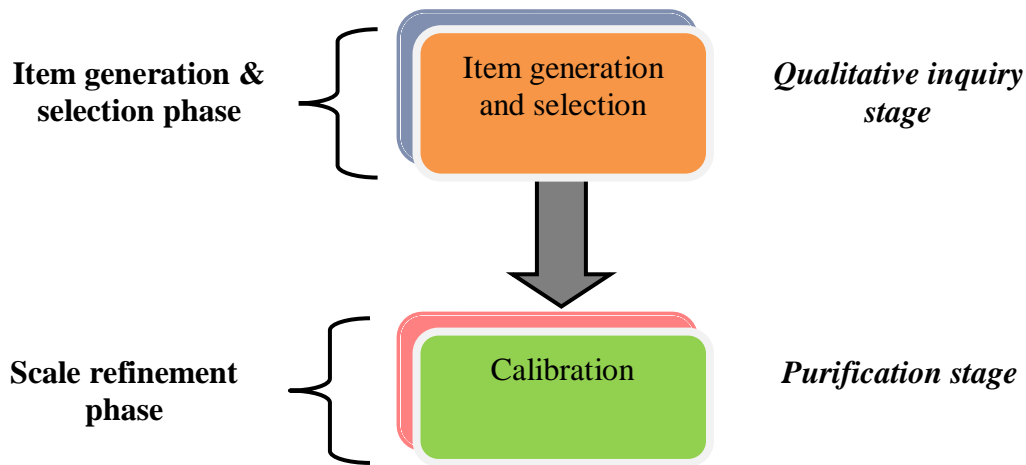 Item generation &
selection phase
Item generation
and selection
Qualitative inquiry
stage
Scale refinement
phase
Calibration
Purification stage